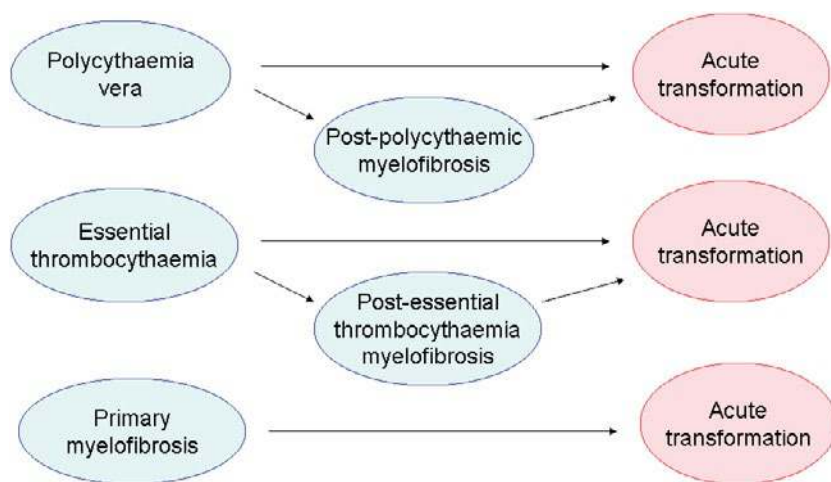 Polycythaemia
vera
Acute
transformation
Post-polycythaemic
myelofibrosis
Essential
thrombocythaemia
Acute
transformation
Post-essential
thrombocythaemia
myelofibrosis
Primary
myelofibrosis
Acute
transformation